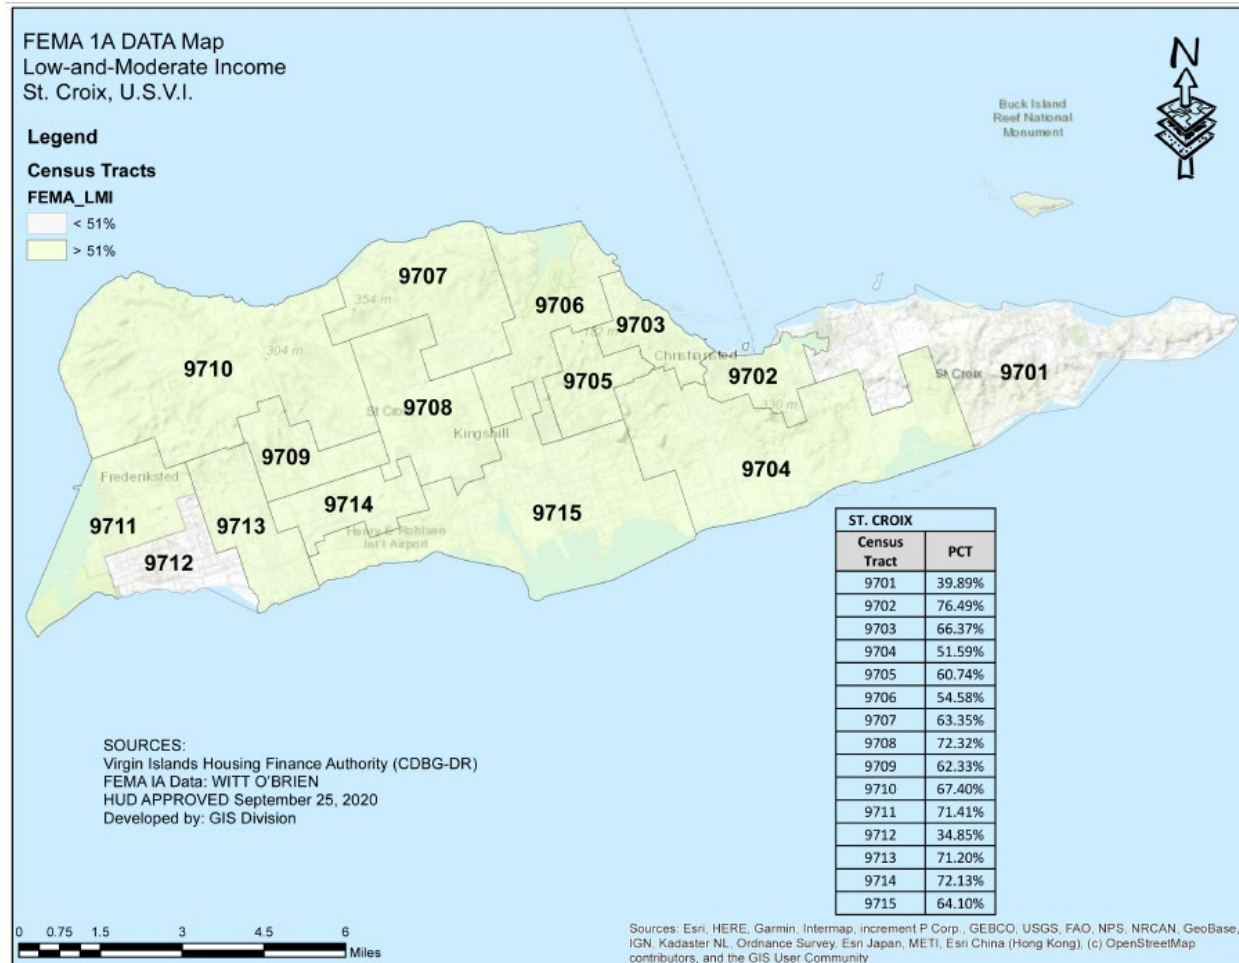 FEMA 1A DATA Map
Low-and-Moderate Income
St. Croix, U.S.V.I.
Legend
Census Tracts
FEMA_LMI
< 51%
> 51%
N
Buck Island
Reef National
Monument
9707
354 m
9706
9703
182 m
Christiansted
304 m
9710
9705
9702
St Croix
9701
9708
330 m
Kingshill
9709
9704
Frederiksted
9714
9715
9711
9713
Henry E Rohlsen
Int'l Airport
9712
ST. CROIX
Census Tract PCT
9701 39.89%
9702 76.49%
9703 66.37%
9704 51.59%
9705 60.74%
9706 54.58%
9707 63.35%
9708 72.32%
9709 62.33%
9710 67.40%
9711 71.41%
9712 34.85%
9713 71.20%
9714 72.13%
9715 64.10%
SOURCES:
Virgin Islands Housing Finance Authority (CDBG-DR)
FEMA IA Data: WITT O'BRIEN
HUD APPROVED September 25, 2020
Developed by: GIS Division
0 0.75 1.5 3 4.5 6
Miles
Sources: Esri, HERE, Garmin, Intermap, increment P Corp., GEBCO, USGS, FAO, NPS, NRCAN, GeoBase,
IGN, Kadaster NL, Ordnance Survey, Esri Japan, METI, Esri China (Hong Kong), (c) OpenStreetMap
contributors, and the GIS User Community